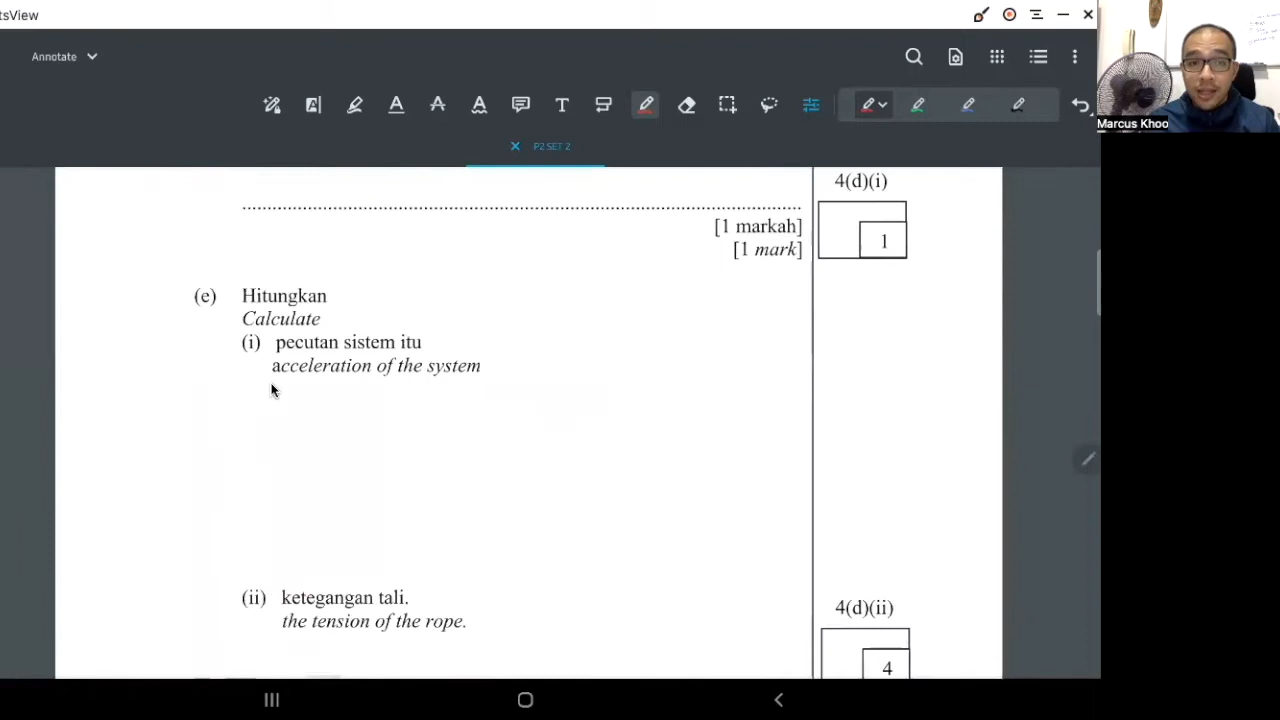 tsView
Annotate
Marcus Khoo
P2 SET 2
4(d)(i)
[1 markah]
[1 mark]
1
(e) Hitungkan
Calculate
(i) pecutan sistem itu
acceleration of the system
(ii) ketegangan tali.
the tension of the rope.
4(d)(ii)
4